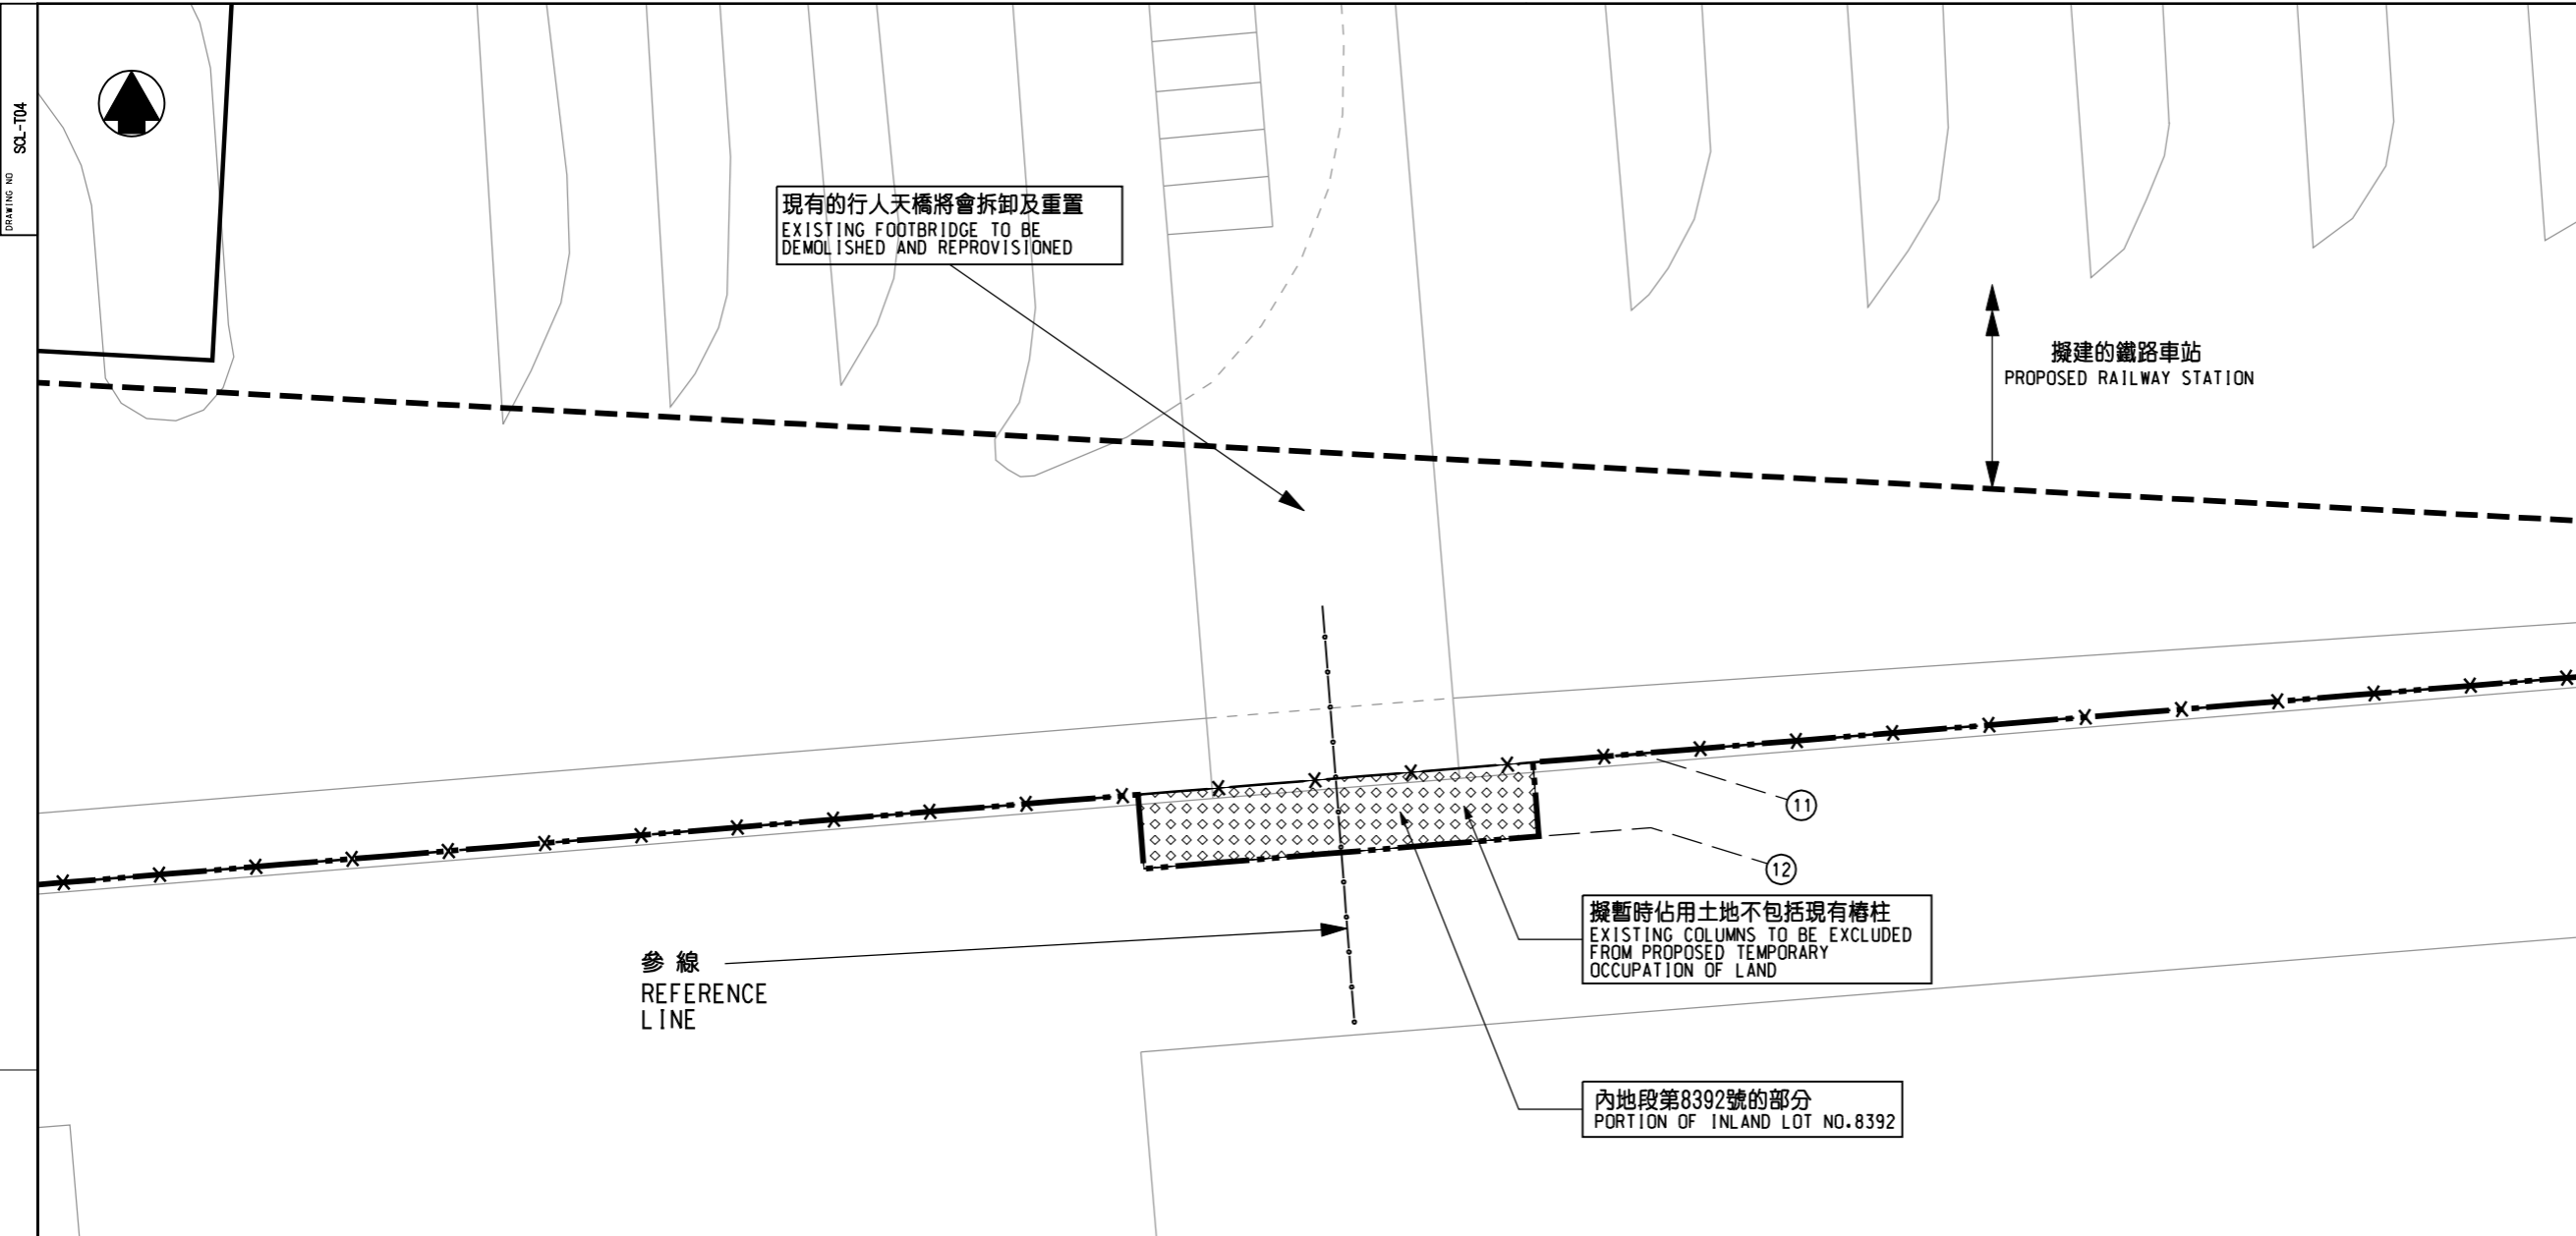 DRAWING NO
SCL-T04
現有的行人天橋將會拆卸及重置
EXISTING FOOTBRIDGE TO BE
DEMOLISHED AND REPROVISIONED
擬建的鐵路車站
PROPOSED RAILWAY STATION
11
12
擬暫時佔用土地不包括現有樁柱
EXISTING COLUMNS TO BE EXCLUDED
FROM PROPOSED TEMPORARY
OCCUPATION OF LAND
參 線
REFERENCE
LINE
內地段第8392號的部分
PORTION OF INLAND LOT NO.8392